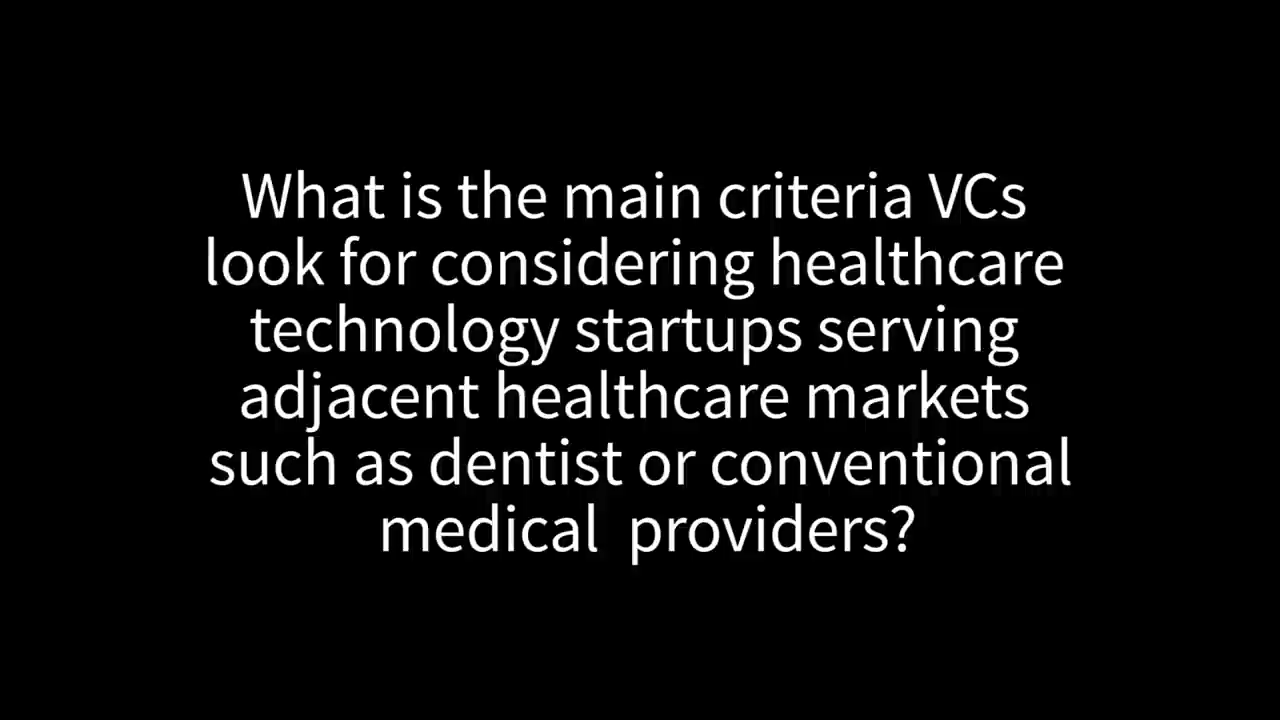 What is the main criteria VCs
look for considering healthcare
technology startups serving
adjacent healthcare markets
such as dentist or conventional
medical providers?